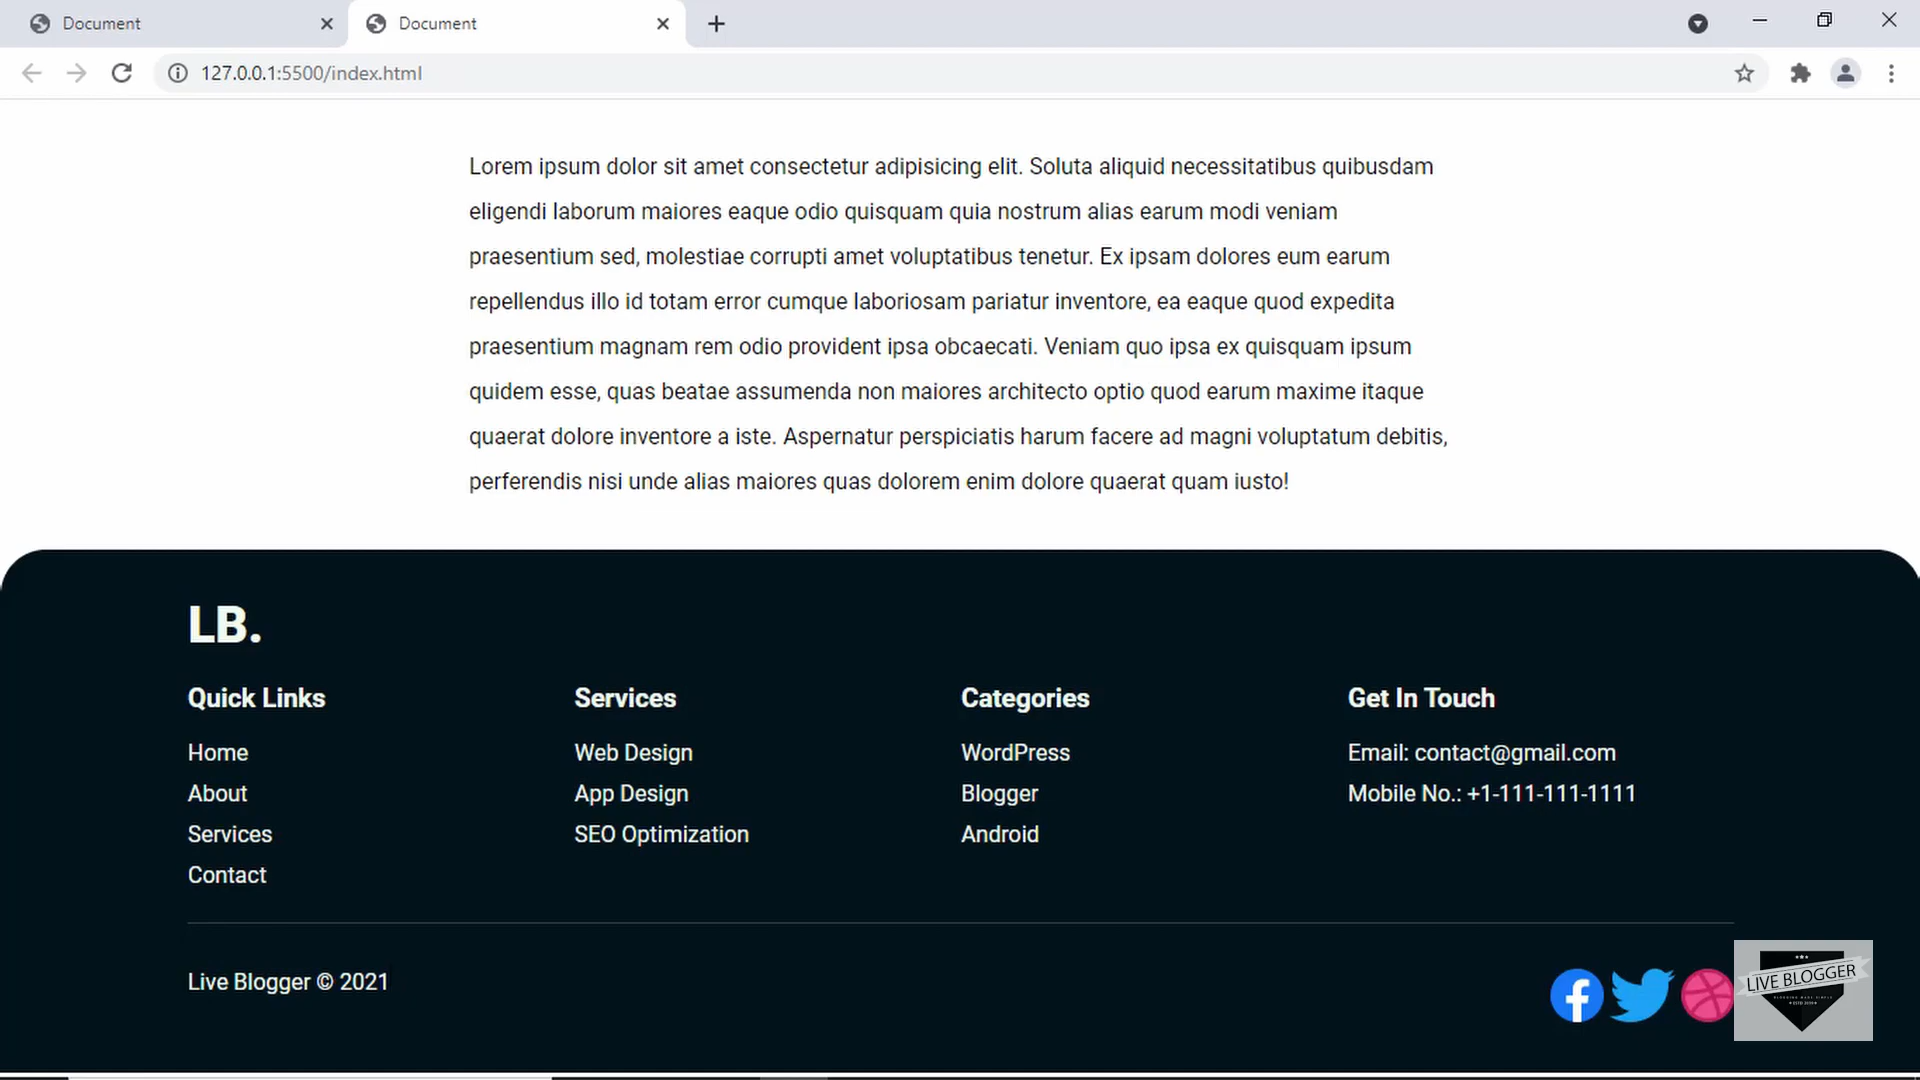 Document
Document
127.0.0.1:5500/index.html
Lorem ipsum dolor sit amet consectetur adipisicing elit. Soluta aliquid necessitatibus quibusdam
eligendi laborum maiores eaque odio quisquam quia nostrum alias earum modi veniam
praesentium sed, molestiae corrupti amet voluptatibus tenetur. Ex ipsam dolores eum earum
repellendus illo id totam error cumque laboriosam pariatur inventore, ea eaque quod expedita
praesentium magnam rem odio provident ipsa obcaecati. Veniam quo ipsa ex quisquam ipsum
quidem esse, quas beatae assumenda non maiores architecto optio quod earum maxime itaque
quaerat dolore inventore a iste. Aspernatur perspiciatis harum facere ad magni voluptatum debitis,
perferendis nisi unde alias maiores quas dolorem enim dolore quaerat quam iusto!
LB.
Quick Links
Home
About
Services
Contact
Services
Web Design
App Design
SEO Optimization
Categories
WordPress
Blogger
Android
Get In Touch
Email: contact@gmail.com
Mobile No.: +1-111-111-1111
Live Blogger © 2021
LIVE BLOGGER